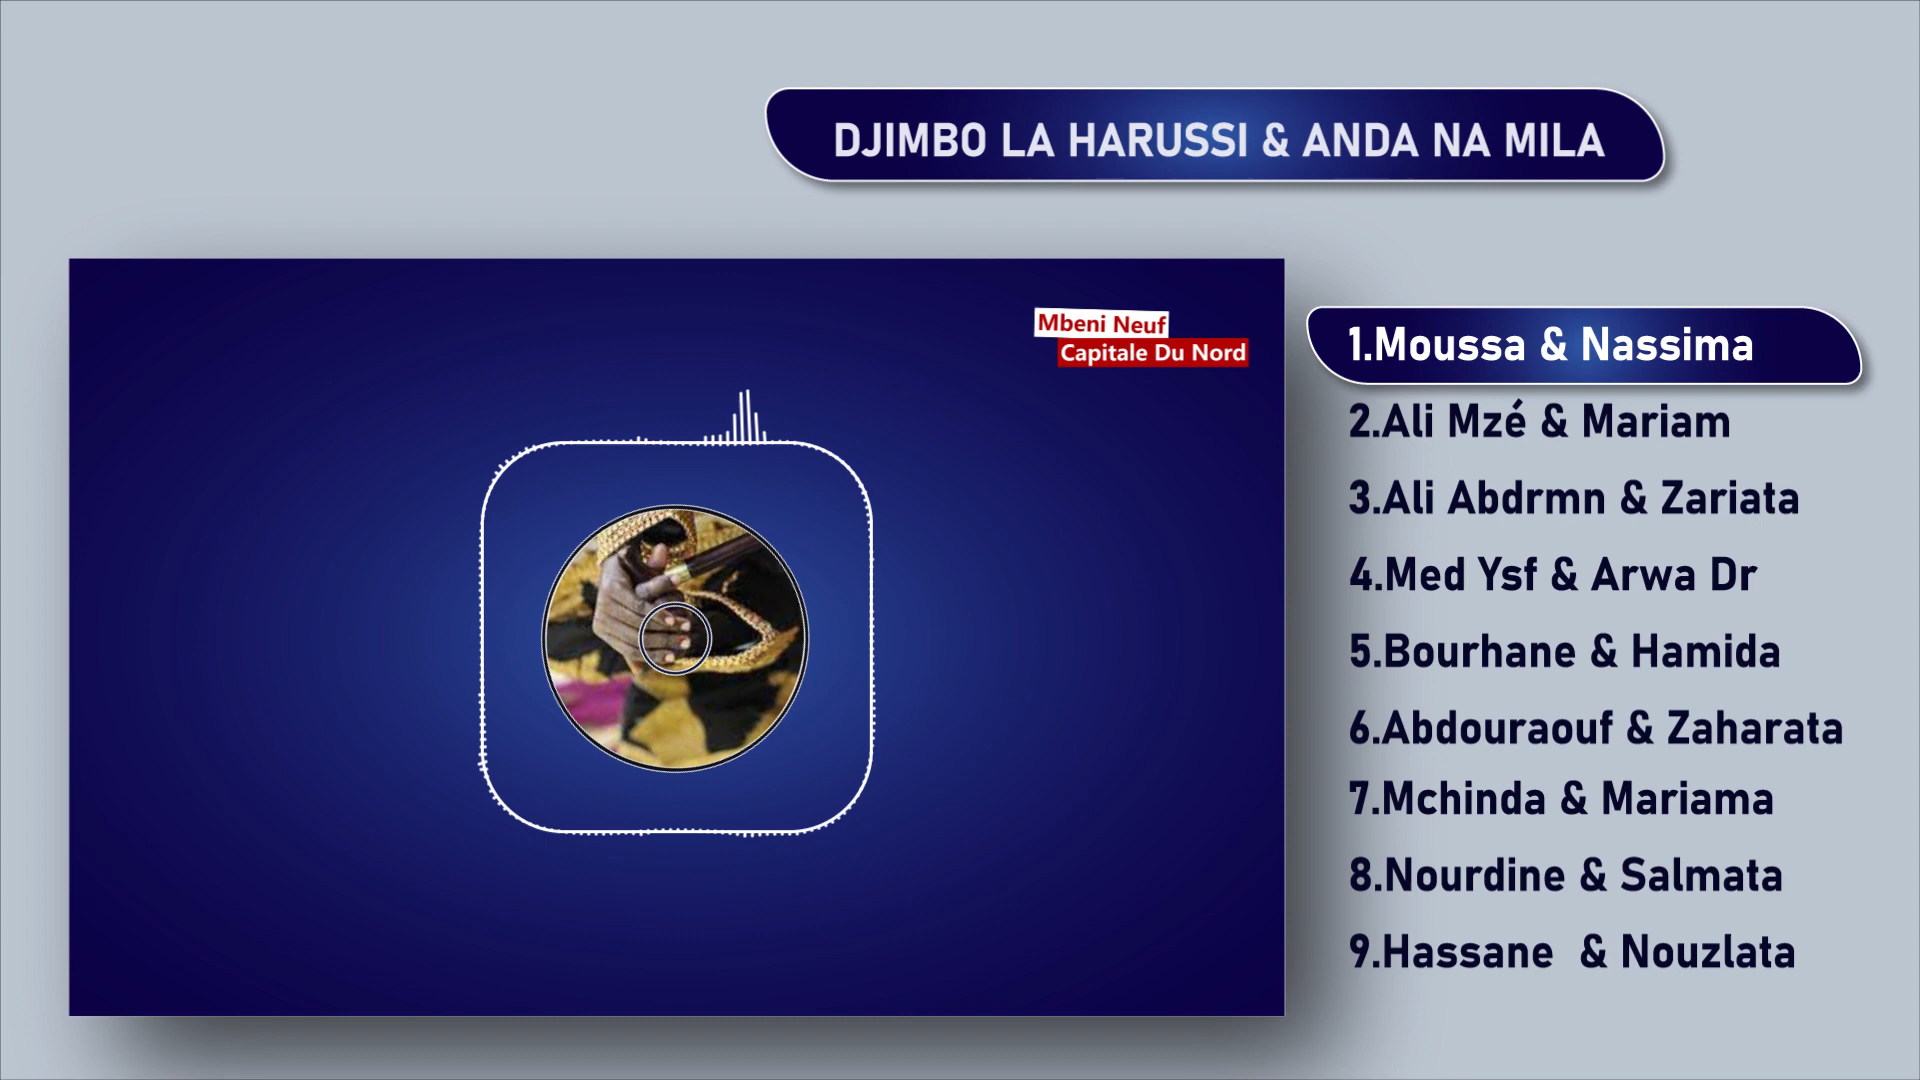 DJIMBO LA HARUSSI & ANDA NA MILA
Mbeni Neuf
Capitale Du Nord
1.Moussa & Nassima
2.Ali Mzé & Mariam
3.Ali Abdrmn & Zariata
4.Med Ysf & Arwa Dr
5.Bourhane & Hamida
6.Abdouraouf & Zaharata
7.Mchinda & Mariama
8.Nourdine & Salmata
9.Hassane  & Nouzlata